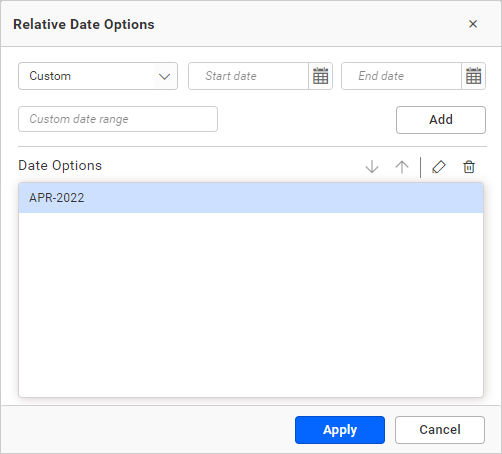 Relative Date Options
Custom Start date End date
Custom date range Add
Date Options
APR-2022
Apply Cancel